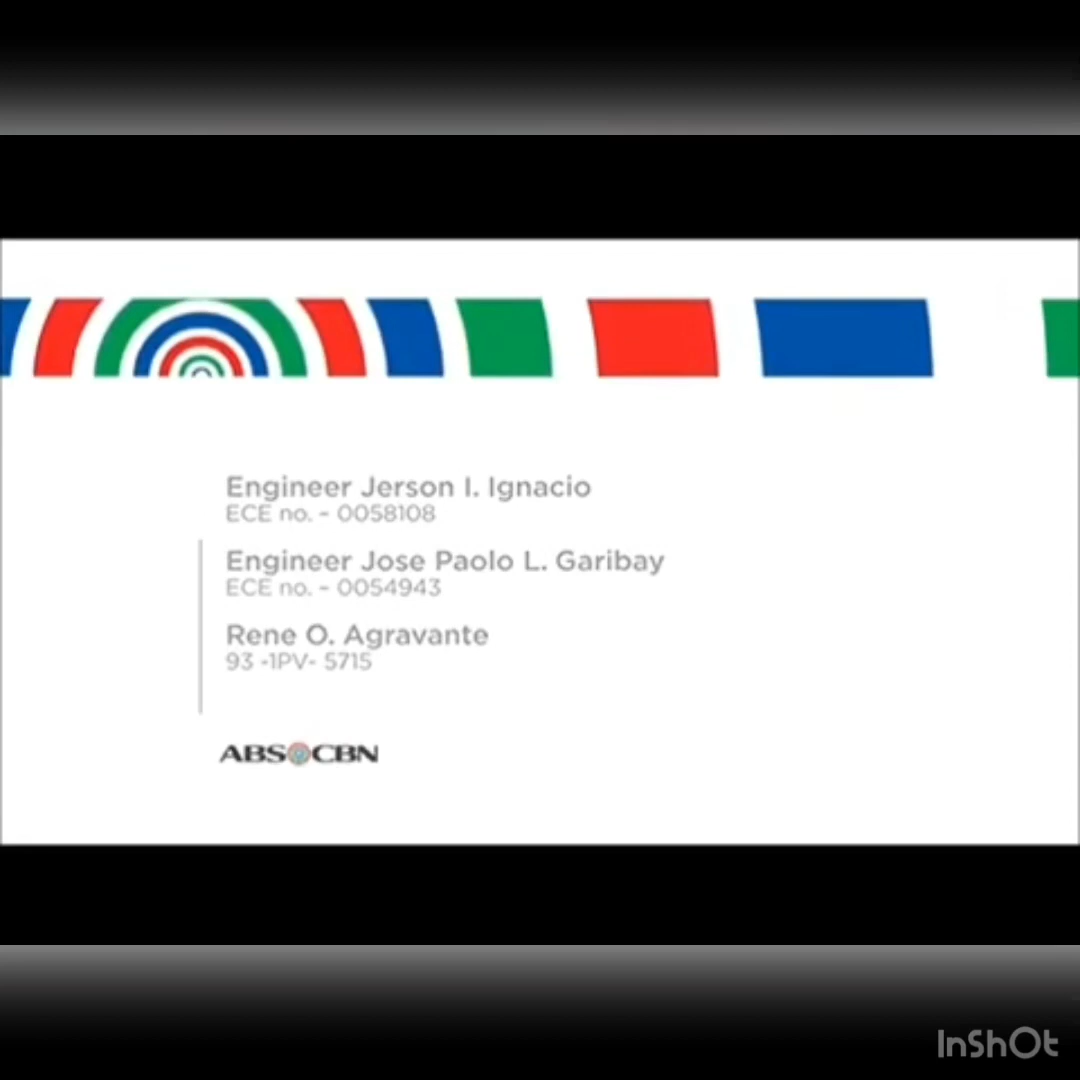 Engineer Jerson I. Ignacio
ECE no. - 0058108
Engineer Jose Paolo L. Garibay
ECE no. - 0054943
Rene O. Agravante
93 -1PV- 5715
ABS CBN
InShOt